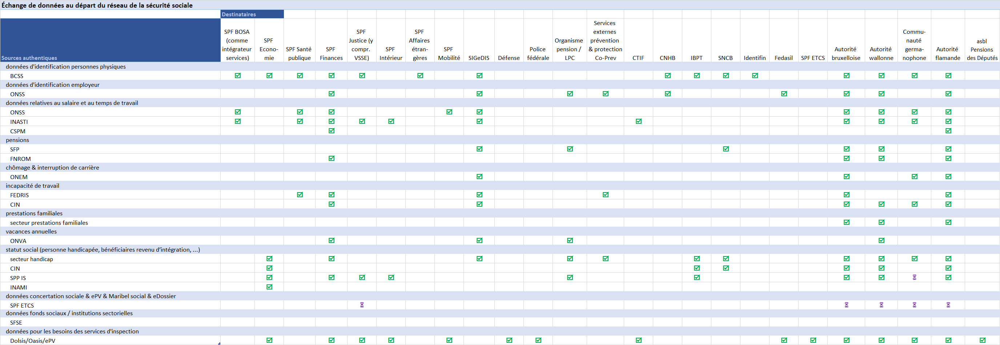 Échange de données au départ du réseau de la sécurité sociale
Destinataires
Sources authentiques
SPF BOSA
(comme
intégrateur
services)
SPF
Econo-
mie
SPF Santé
publique
SPF
Finances
SPF
Justice (y
compr.
VSSE)
SPF
Intérieur
SPF
Affaires
étran-
gères
SPF
Mobilité
SIGeDIS
Défense
Police
fédérale
Organisme
pension /
LPC
Services
externes
prévention
& protection
Co-Prev
CTIF
CNHB
IBPT
SNCB
Identifin
Fedasil
SPF ETCS
Autorité
bruxelloise
Autorité
wallonne
Commu-
nauté
germa-
nophone
Autorité
flamande
asbl
Pensions
des Députés
données d'identification personnes physiques
BCSS
données d'identification employeur
ONSS
données relatives au salaire et au temps de travail
ONSS
INASTI
CSPM
pensions
SFP
FNROM
chômage & interruption de carrière
ONEM
incapacité de travail
FEDRIS
CIN
prestations familiales
secteur prestations familiales
vacances annuelles
ONVA
statut social (personne handicapée, bénéficiaires revenu d’intégration, ...)
secteur handicap
CIN
SPP IS
INAMI
données concertation sociale & ePV & Maribel social & eDossier
SPF ETCS
données fonds sociaux / institutions sectorielles
SFSE
données pour les besoins des services d'inspection
Dolsis/Oasis/ePV